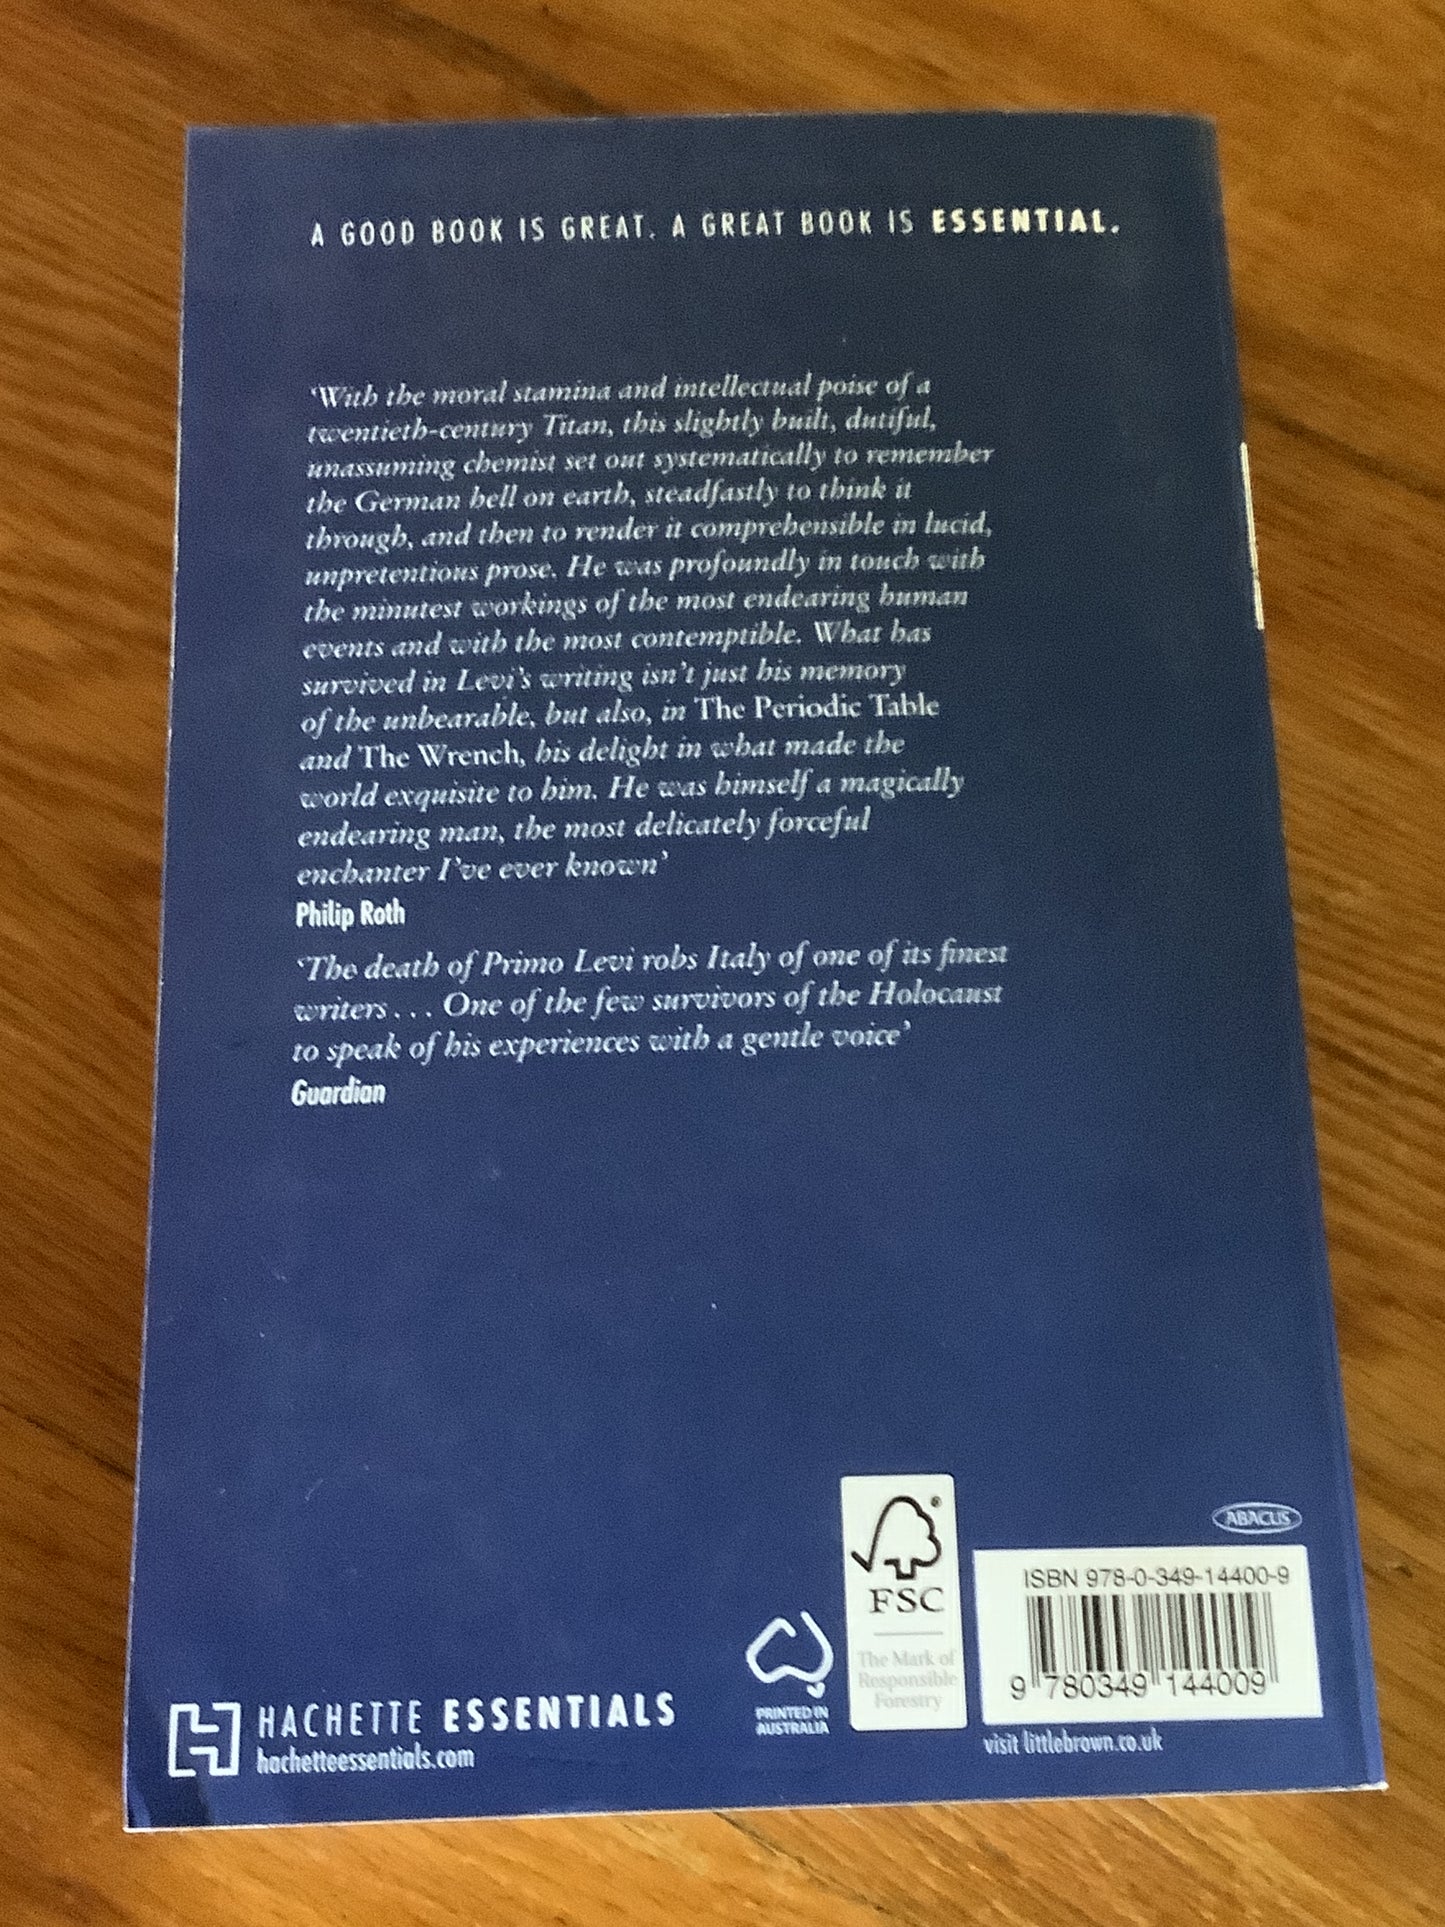 A GOOD BOOK IS GREAT. A GREAT BOOK IS ESSENTIAL.
‘With the moral stamina and intellectual poise of a
twentieth-century Titan, this slightly built, dutiful,
unassuming chemist set out systematically to remember
the German hell on earth, steadfastly to think it
through, and then to render it comprehensible in lucid,
unpretentious prose. He was profoundly in touch with
the minutest workings of the most endearing human
events and with the most contemptible. What has
survived in Levi’s writing isn’t just his memory
of the unbearable, but also, in The Periodic Table
and The Wrench, his delight in what made the
world exquisite to him. He was himself a magically
endearing man, the most delicately forceful
enchanter I’ve ever known’
Philip Roth
‘The death of Primo Levi robs Italy of one of its finest
writers . . . One of the few survivors of the Holocaust
to speak of his experiences with a gentle voice’
Guardian
HACHETTE ESSENTIALS
hachetteessentials.com
PRINTED IN
AUSTRALIA
®
FSC
The Mark of
Responsible
Forestry
ABACUS
ISBN 978-0-349-14400-9
9 780349 144009
visit littlebrown.co.uk